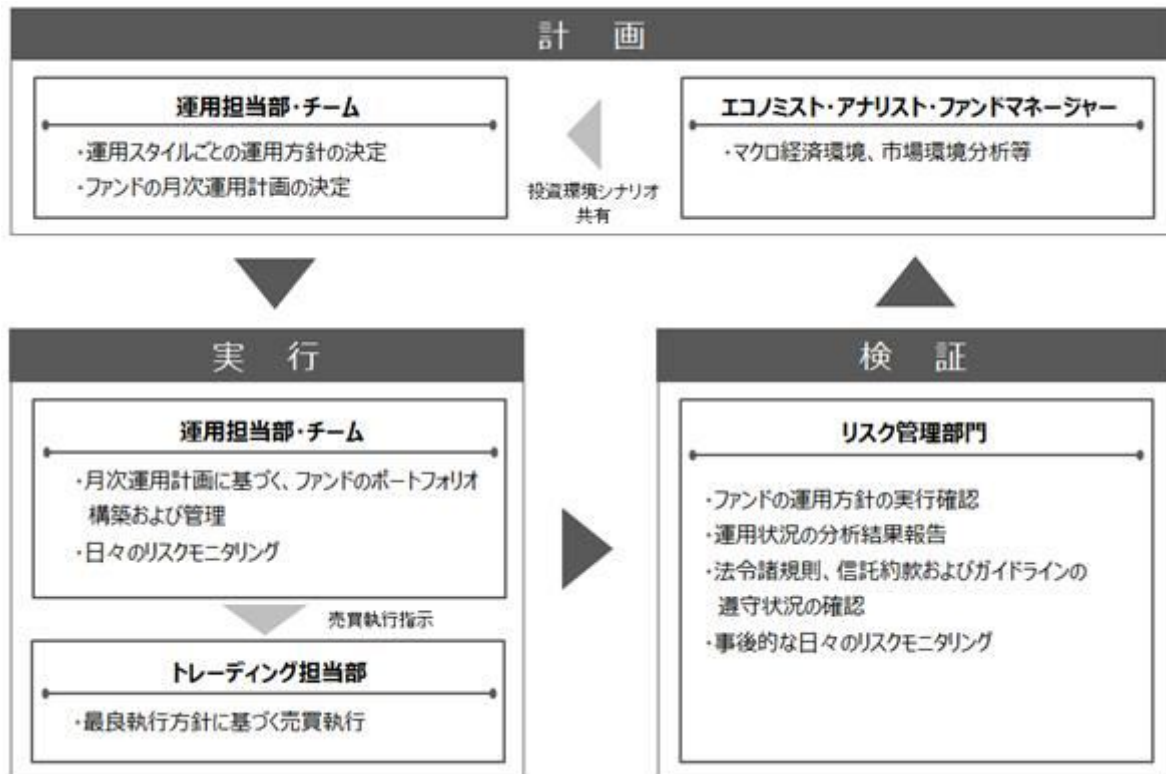 計 画
運用担当部・チーム
・運用スタイルごとの運用方針の決定
・ファンドの月次運用計画の決定
投資環境シナリオ
共有
エコノミスト・アナリスト・ファンドマネージャー
・マクロ経済環境、市場環境分析等
実 行
運用担当部・チーム
・月次運用計画に基づく、ファンドのポートフォリオ
構築および管理
・日々のリスクモニタリング
売買執行指示
トレーディング担当部
・最良執行方針に基づく売買執行
検 証
リスク管理部門
・ファンドの運用方針の実行確認
・運用状況の分析結果報告
・法令諸規則、信託約款およびガイドラインの
遵守状況の確認
・事後的な日々のリスクモニタリング